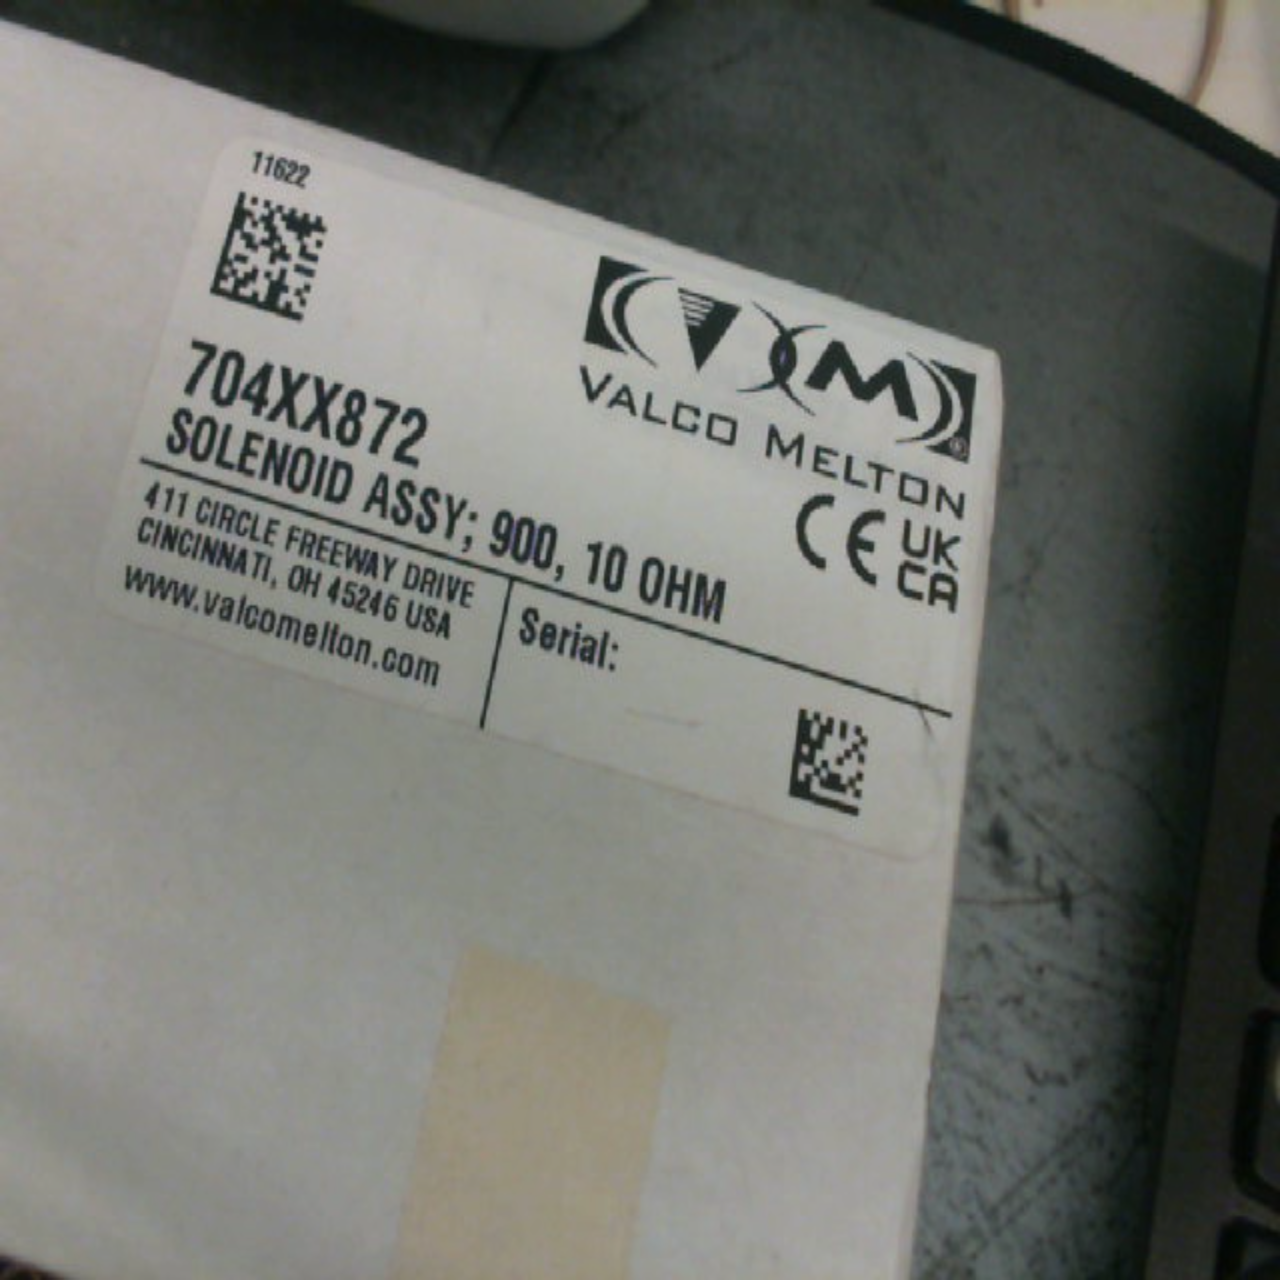 11622
VALCO MELTON
CE UK
CA
704XX872
SOLENOID ASSY; 900, 10 OHM
411 CIRCLE FREEWAY DRIVE
CINCINNATI, OH 45246 USA
www.valcomelton.com
Serial: